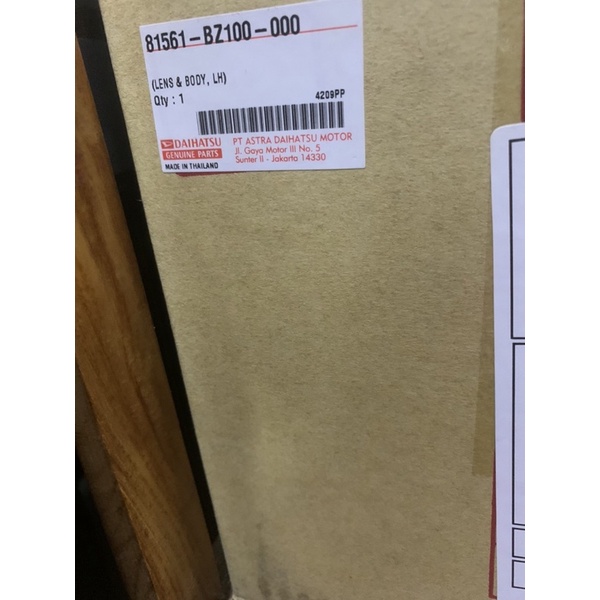 81561-BZ100-000
(LENS & BODY, LH)
Qty : 1
4209PP
DAIHATSU
GENUINE PARTS
MADE IN THAILAND
PT ASTRA DAIHATSU MOTOR
Jl. Gaya Motor III No. 5
Sunter II - Jakarta 14330